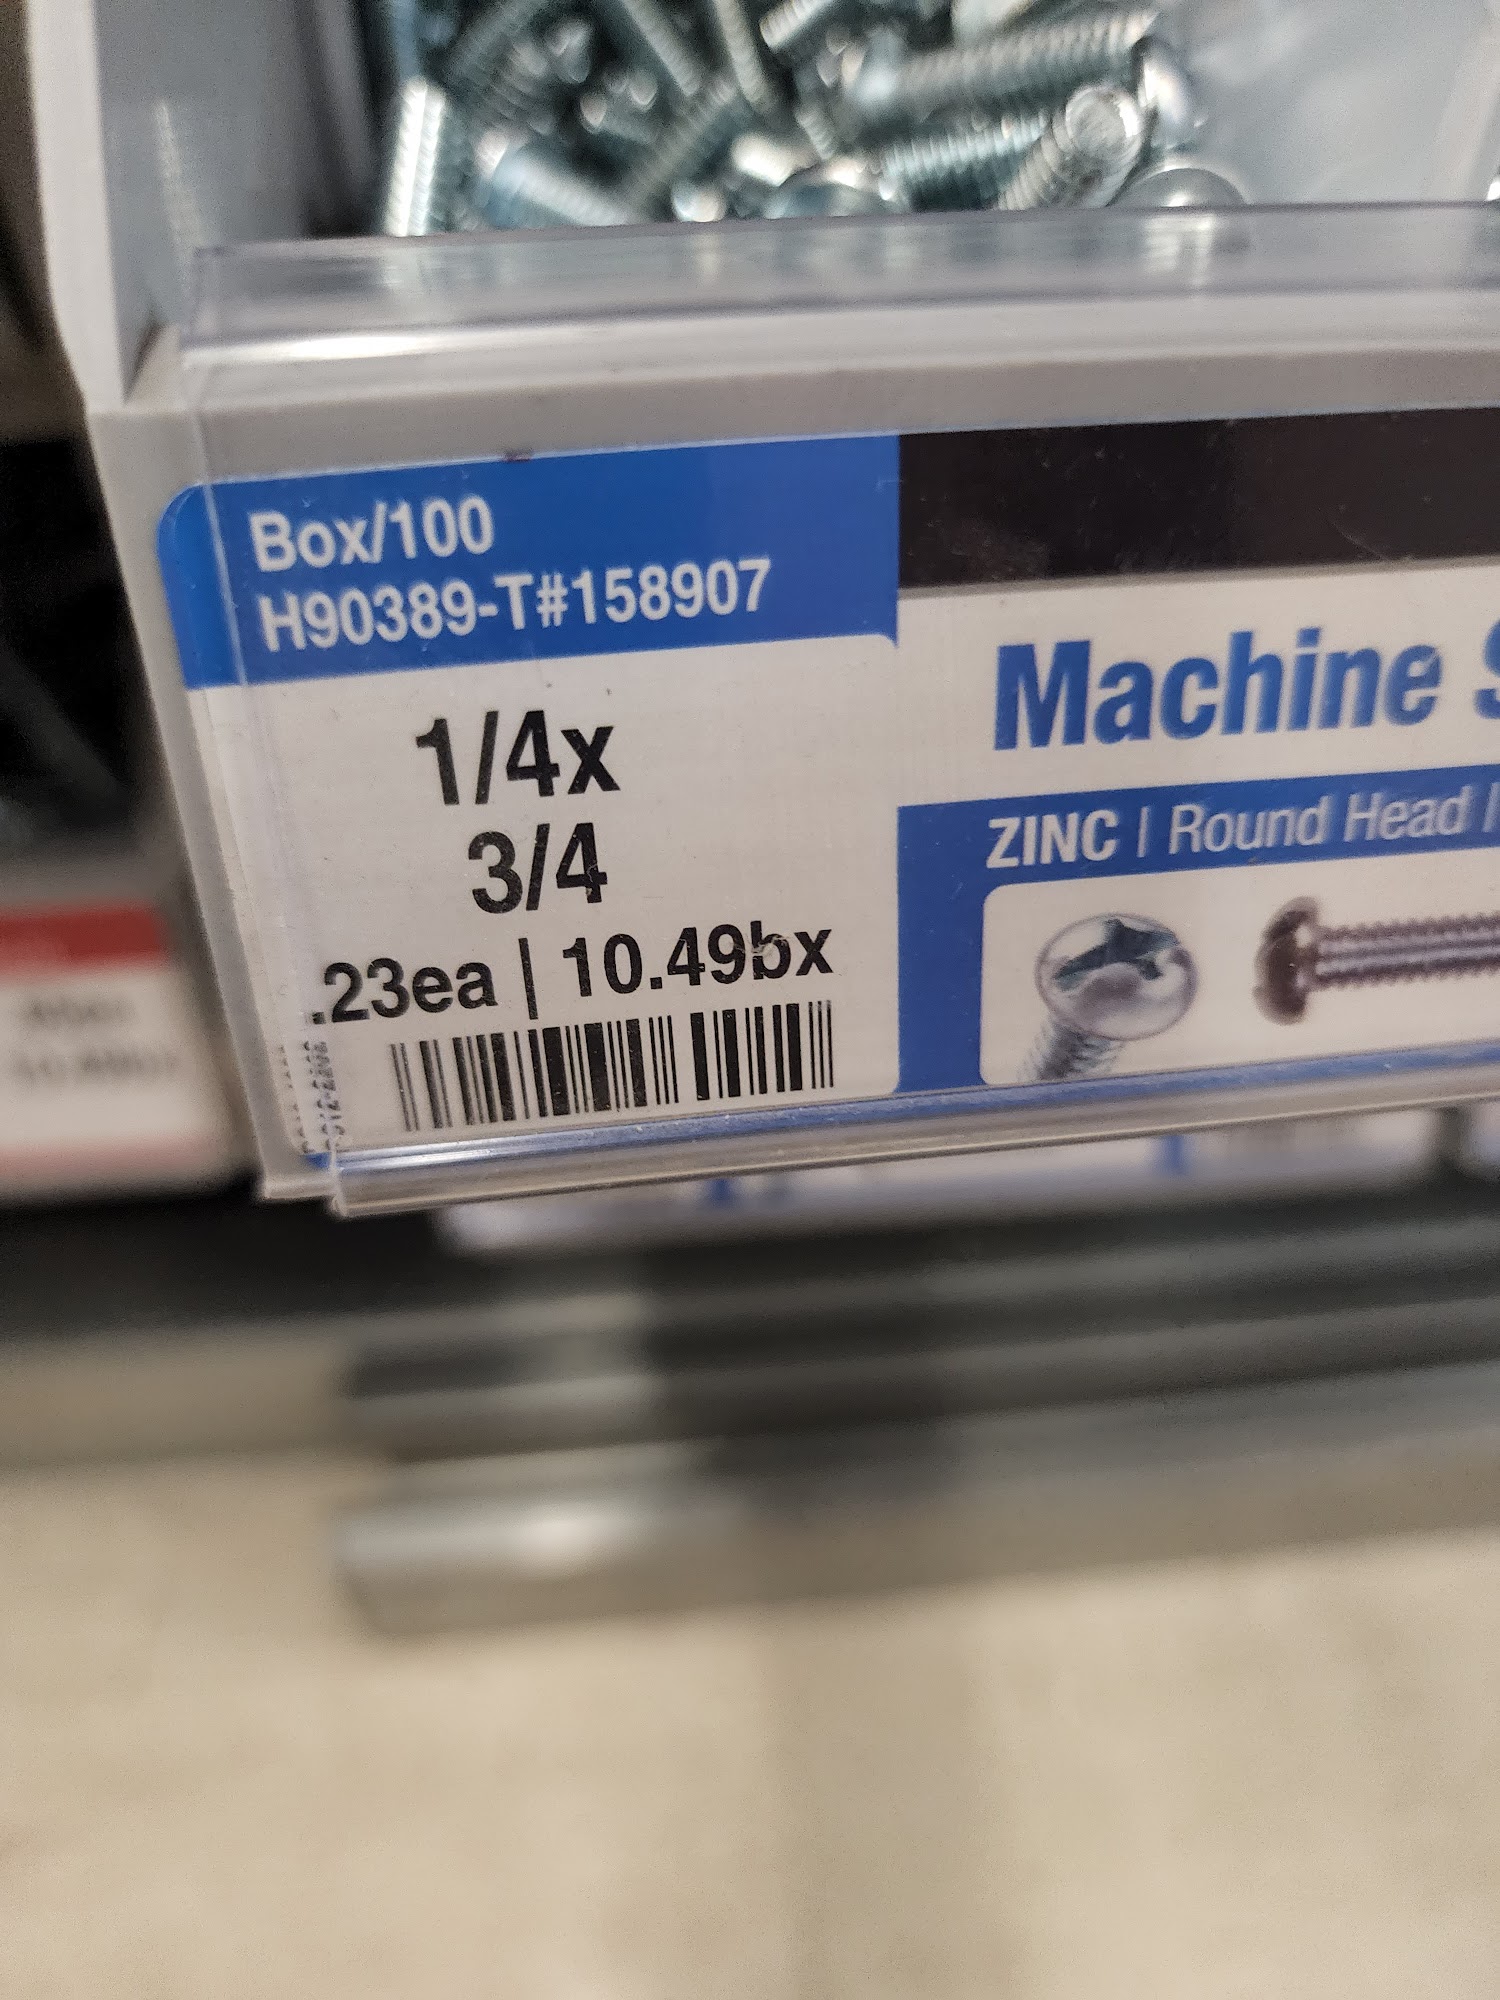 Box/100
H90389-T#158907
1/4x
3/4
.23ea | 10.49bx
Machine
ZINC | Round Head |